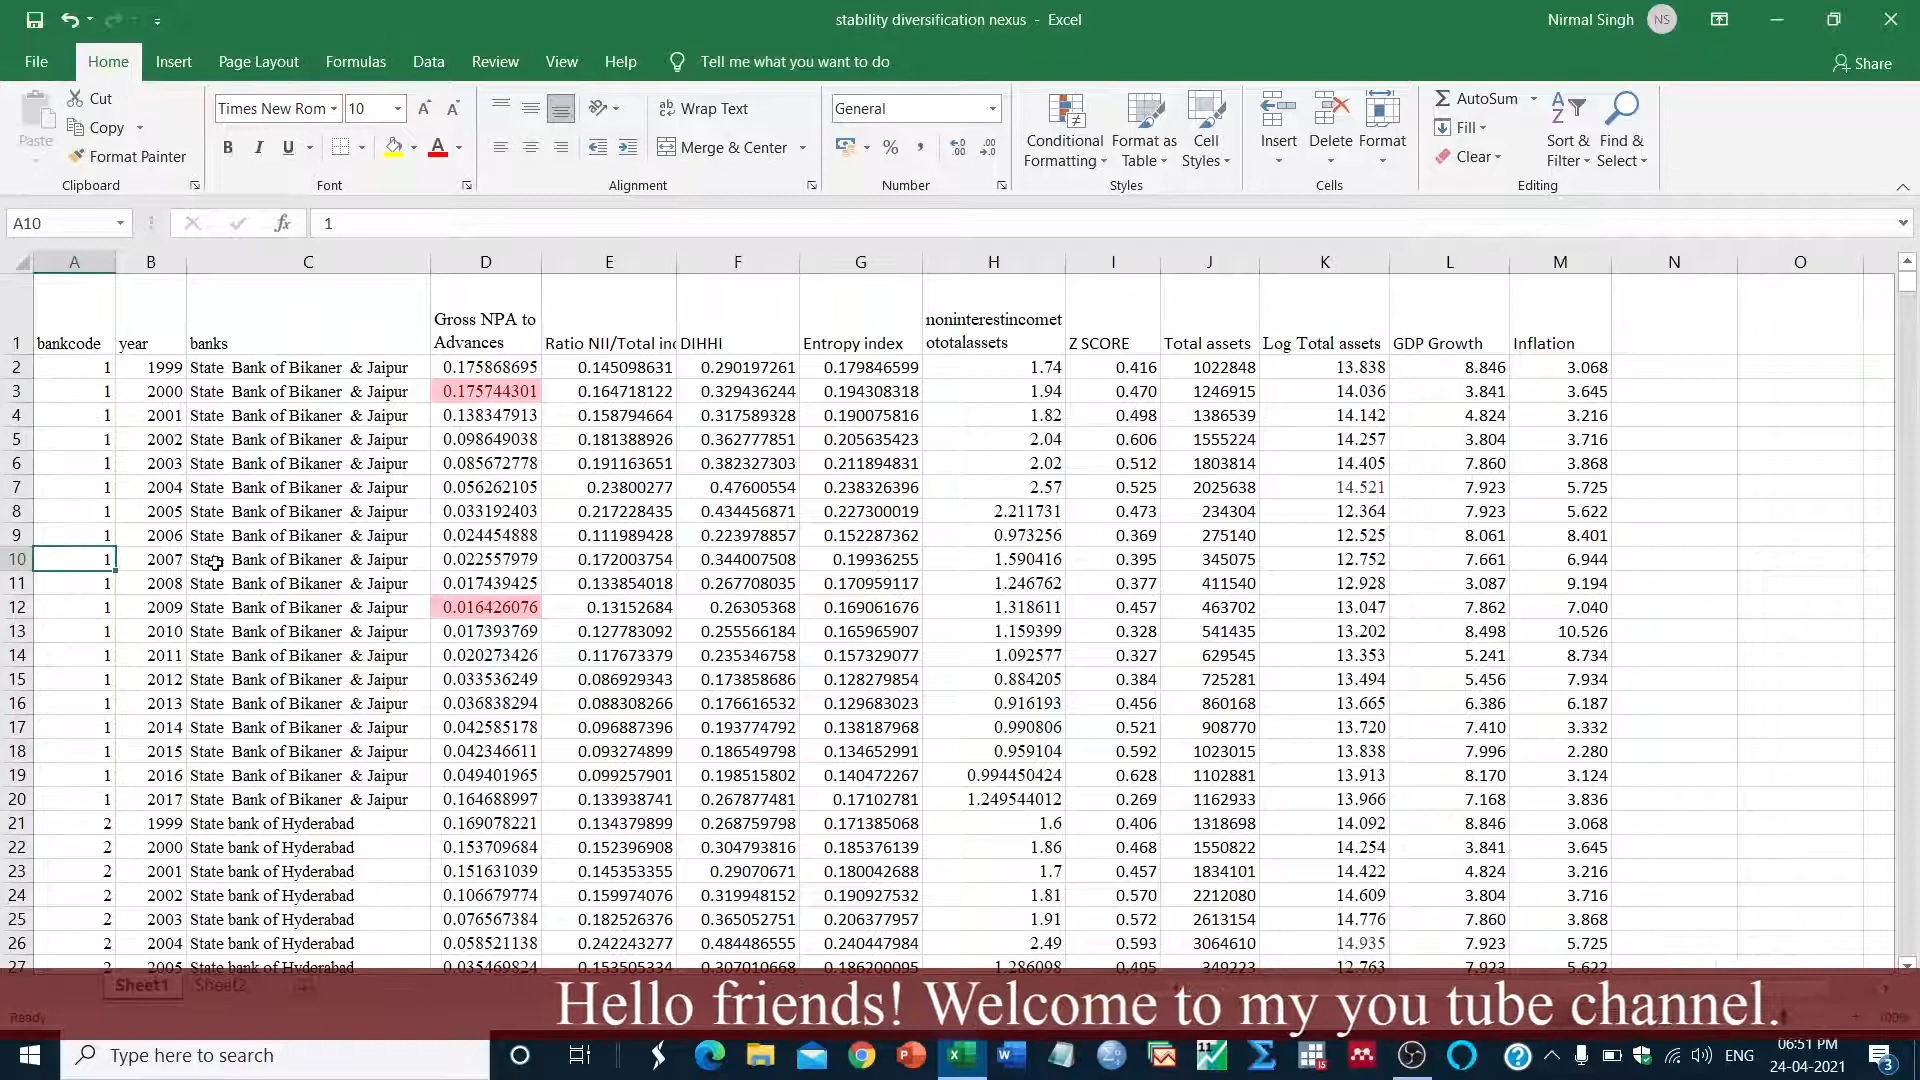 stability diversification nexus - Excel
Nirmal Singh NS
File Home Insert Page Layout Formulas Data Review View Help Tell me what you want to do Share
Paste Cut Copy Format Painter Clipboard
Times New Rom 10 B I U Font
Wrap Text Merge & Center Alignment
General % Number
Conditional Formatting Format as Table Cell Styles Styles
Insert Delete Format Cells
AutoSum Fill Clear Sort & Filter Find & Select Editing
A10 fx 1
A B C D E F G H I J K L M N O
1 bankcode year banks Gross NPA to Advances Ratio NII/Total inc DIHHI Entropy index noninterestincomet ototalassets Z SCORE Total assets Log Total assets GDP Growth Inflation
2 1 1999 State Bank of Bikaner & Jaipur 0.175868695 0.145098631 0.290197261 0.179846599 1.74 0.416 1022848 13.838 8.846 3.068
3 1 2000 State Bank of Bikaner & Jaipur 0.175744301 0.164718122 0.329436244 0.194308318 1.94 0.470 1246915 14.036 3.841 3.645
4 1 2001 State Bank of Bikaner & Jaipur 0.138347913 0.158794664 0.317589328 0.190075816 1.82 0.498 1386539 14.142 4.824 3.216
5 1 2002 State Bank of Bikaner & Jaipur 0.098649038 0.181388926 0.362777851 0.205635423 2.04 0.606 1555224 14.257 3.804 3.716
6 1 2003 State Bank of Bikaner & Jaipur 0.085672778 0.191163651 0.382327303 0.211894831 2.02 0.512 1803814 14.405 7.860 3.868
7 1 2004 State Bank of Bikaner & Jaipur 0.056262105 0.23800277 0.47600554 0.238326396 2.57 0.525 2025638 14.521 7.923 5.725
8 1 2005 State Bank of Bikaner & Jaipur 0.033192403 0.217228435 0.434456871 0.227300019 2.211731 0.473 234304 12.364 7.923 5.622
9 1 2006 State Bank of Bikaner & Jaipur 0.024454888 0.111989428 0.223978857 0.152287362 0.973256 0.369 275140 12.525 8.061 8.401
10 1 2007 State Bank of Bikaner & Jaipur 0.022557979 0.172003754 0.344007508 0.19936255 1.590416 0.395 345075 12.752 7.661 6.944
11 1 2008 State Bank of Bikaner & Jaipur 0.017439425 0.133854018 0.267708035 0.170959117 1.246762 0.377 411540 12.928 3.087 9.194
12 1 2009 State Bank of Bikaner & Jaipur 0.016426076 0.13152684 0.26305368 0.169061676 1.318611 0.457 463702 13.047 7.862 7.040
13 1 2010 State Bank of Bikaner & Jaipur 0.017393769 0.127783092 0.255566184 0.165965907 1.159399 0.328 541435 13.202 8.498 10.526
14 1 2011 State Bank of Bikaner & Jaipur 0.020273426 0.117673379 0.235346758 0.157329077 1.092577 0.327 629545 13.353 5.241 8.734
15 1 2012 State Bank of Bikaner & Jaipur 0.033536249 0.086929343 0.173858686 0.128279854 0.884205 0.384 725281 13.494 5.456 7.934
16 1 2013 State Bank of Bikaner & Jaipur 0.036838294 0.088308266 0.176616532 0.129683023 0.916193 0.456 860168 13.665 6.386 6.187
17 1 2014 State Bank of Bikaner & Jaipur 0.042585178 0.096887396 0.193774792 0.138187968 0.990806 0.521 908770 13.720 7.410 3.332
18 1 2015 State Bank of Bikaner & Jaipur 0.042346611 0.093274899 0.186549798 0.134652991 0.959104 0.592 1023015 13.838 7.996 2.280
19 1 2016 State Bank of Bikaner & Jaipur 0.049401965 0.099257901 0.198515802 0.140472267 0.994450424 0.628 1102881 13.913 8.170 3.124
20 1 2017 State Bank of Bikaner & Jaipur 0.164688997 0.133938741 0.267877481 0.17102781 1.249544012 0.269 1162933 13.966 7.168 3.836
21 2 1999 State bank of Hyderabad 0.169078221 0.134379899 0.268759798 0.171385068 1.6 0.406 1318698 14.092 8.846 3.068
22 2 2000 State bank of Hyderabad 0.153709684 0.152396908 0.304793816 0.185376139 1.86 0.468 1550822 14.254 3.841 3.645
23 2 2001 State bank of Hyderabad 0.151631039 0.145353355 0.29070671 0.180042688 1.7 0.457 1834101 14.422 4.824 3.216
24 2 2002 State bank of Hyderabad 0.106679774 0.159974076 0.319948152 0.190927532 1.81 0.570 2212080 14.609 3.804 3.716
25 2 2003 State bank of Hyderabad 0.076567384 0.182526376 0.365052751 0.206377957 1.91 0.572 2613154 14.776 7.860 3.868
26 2 2004 State bank of Hyderabad 0.058521138 0.242243277 0.484486555 0.240447984 2.49 0.593 3064610 14.935 7.923 5.725
27 2 2005 State bank of Hyderabad 0.035469824 0.153505334 0.307010668 0.186200095 1.286098 0.495 349223 12.763 7.923 5.622
Sheet1 Sheet2
Hello friends! Welcome to my you tube channel.
Ready 100%
Type here to search ENG 06:51 PM
24-04-2021 3